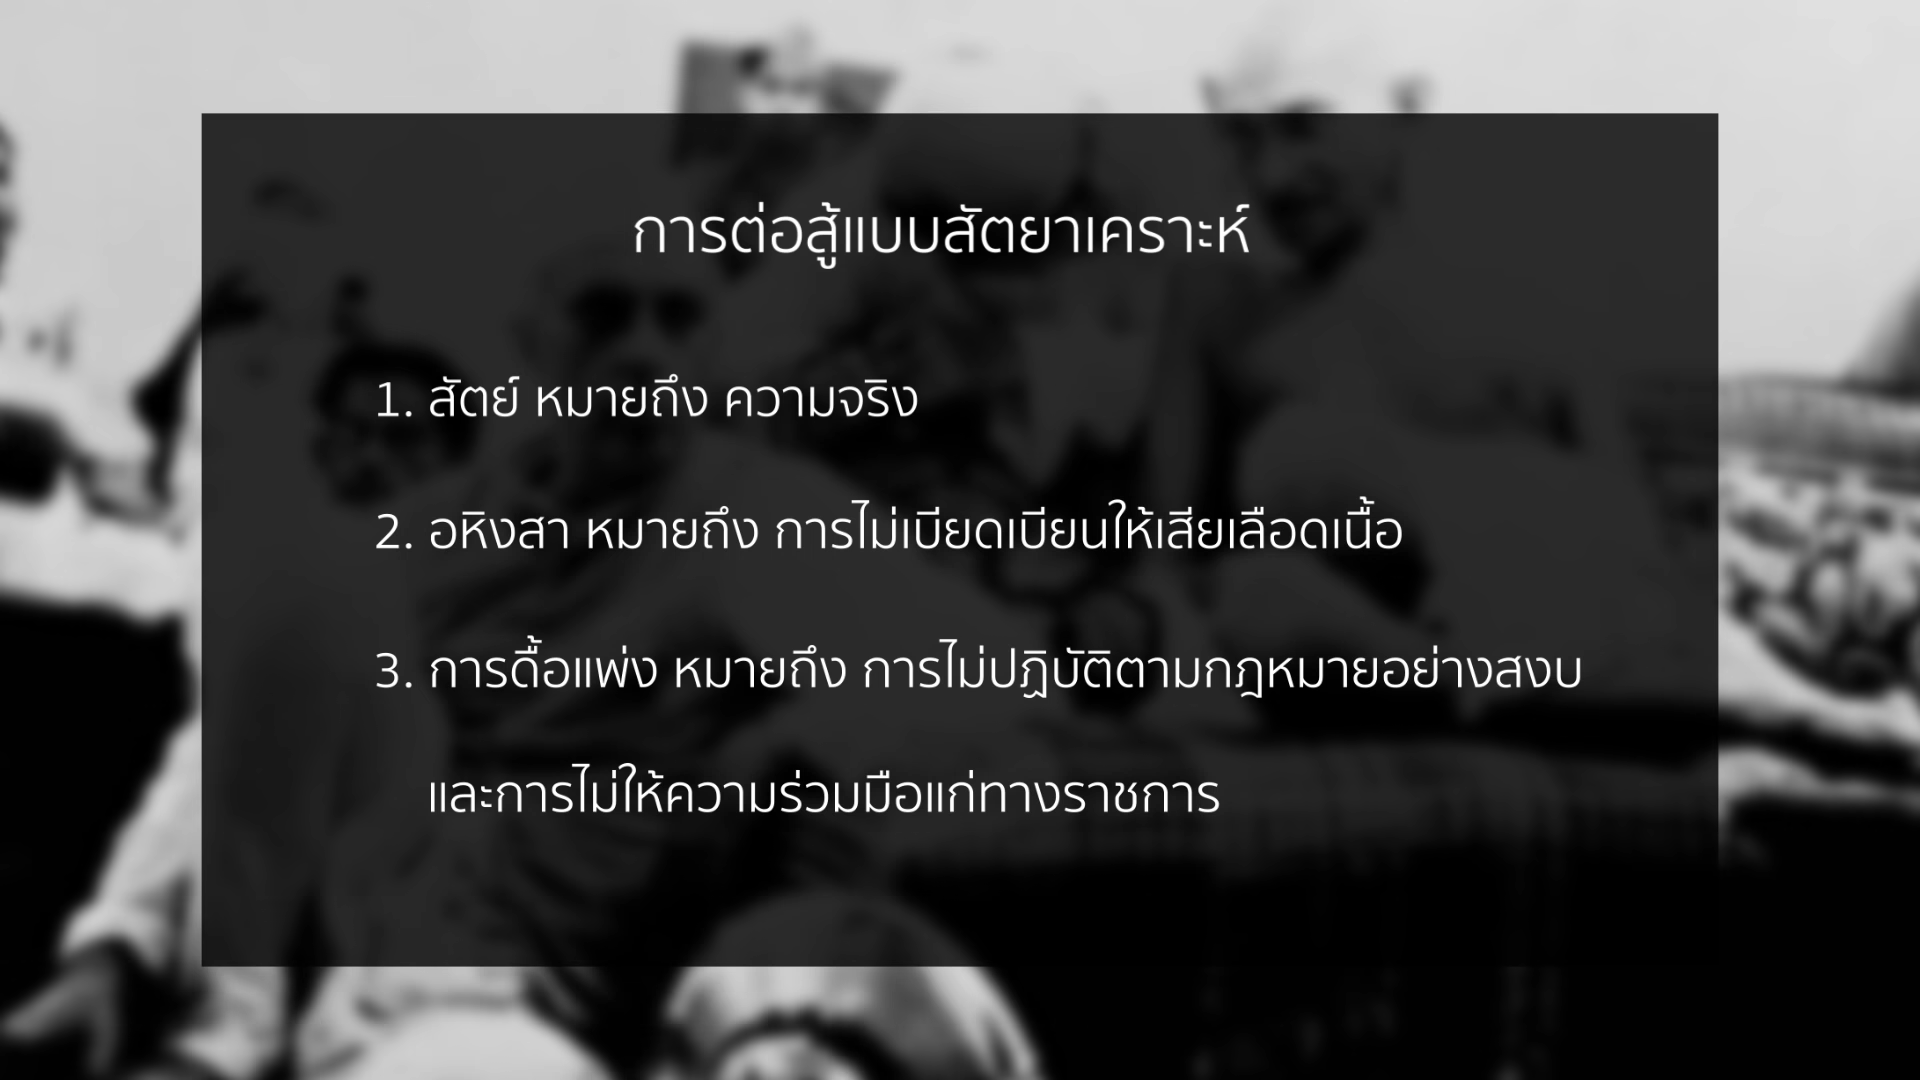 การต่อสู้แบบสัตยาเคราะห์
1. สัตย์ หมายถึง ความจริง
2. อหิงสา หมายถึง การไม่เบียดเบียนให้เสียเลือดเนื้อ
3. การดื้อแพ่ง หมายถึง การไม่ปฏิบัติตามกฎหมายอย่างสงบ
และการไม่ให้ความร่วมมือแก่ทางราชการ